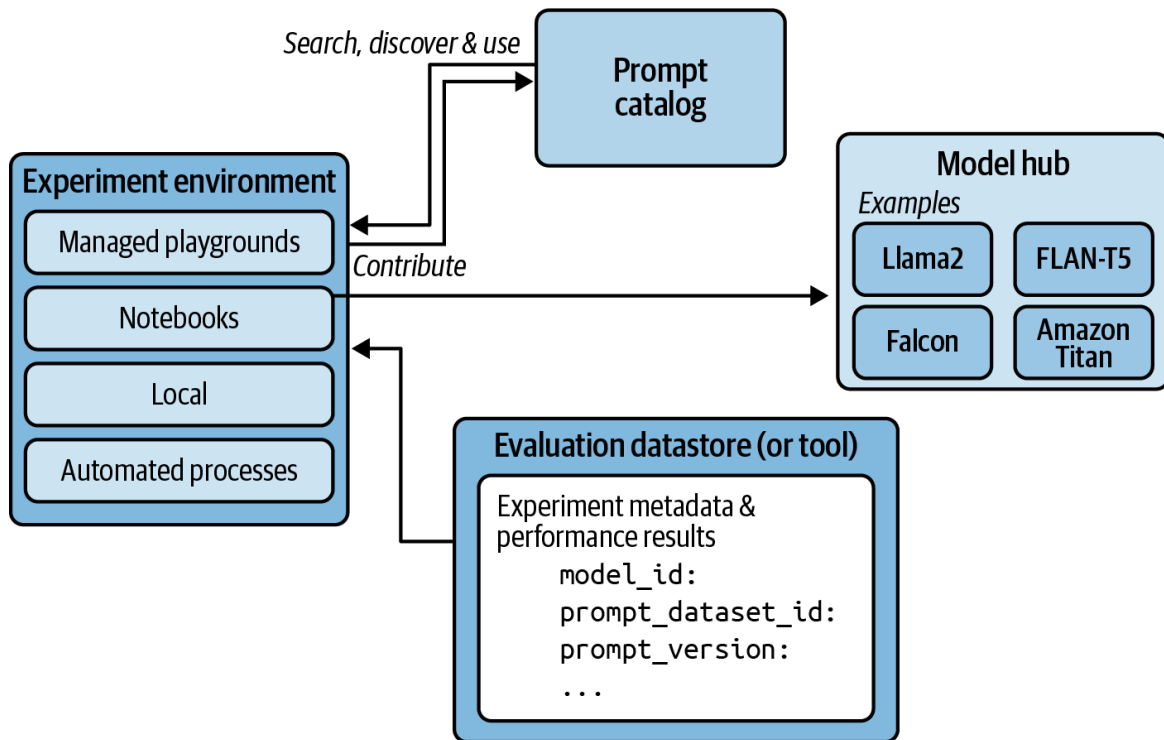 Search, discover & use
Prompt
catalog
Experiment environment
Managed playgrounds
Notebooks
Local
Automated processes
Contribute
Model hub
Examples
Llama2
FLAN-T5
Falcon
Amazon
Titan
Evaluation datastore (or tool)
Experiment metadata &
performance results
model_id:
prompt_dataset_id:
prompt_version:
...